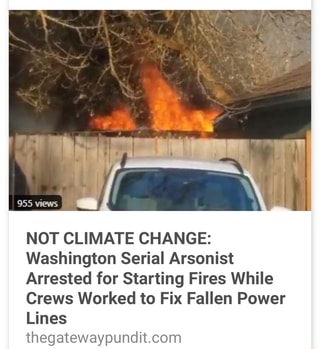 955 views
NOT CLIMATE CHANGE:
Washington Serial Arsonist
Arrested for Starting Fires While
Crews Worked to Fix Fallen Power
Lines
thegatewaypundit.com